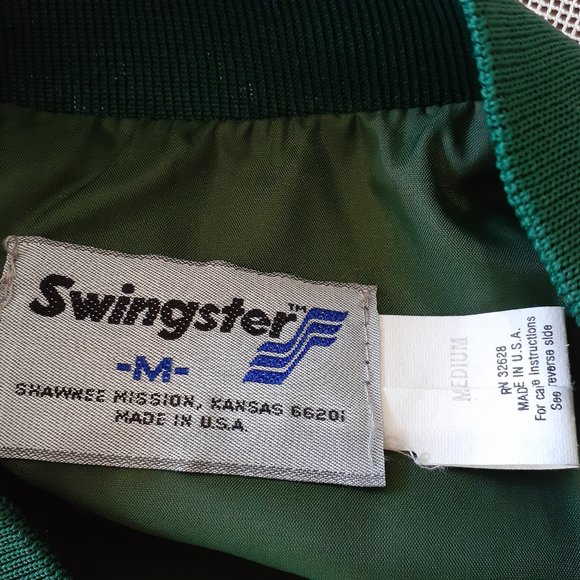 Swingster™
-M-
SHAWNEE MISSION, KANSAS 66201
MADE IN U.S.A.
MEDIUM
RN 32628
MADE IN U.S.A.
For care Instructions
See reverse side